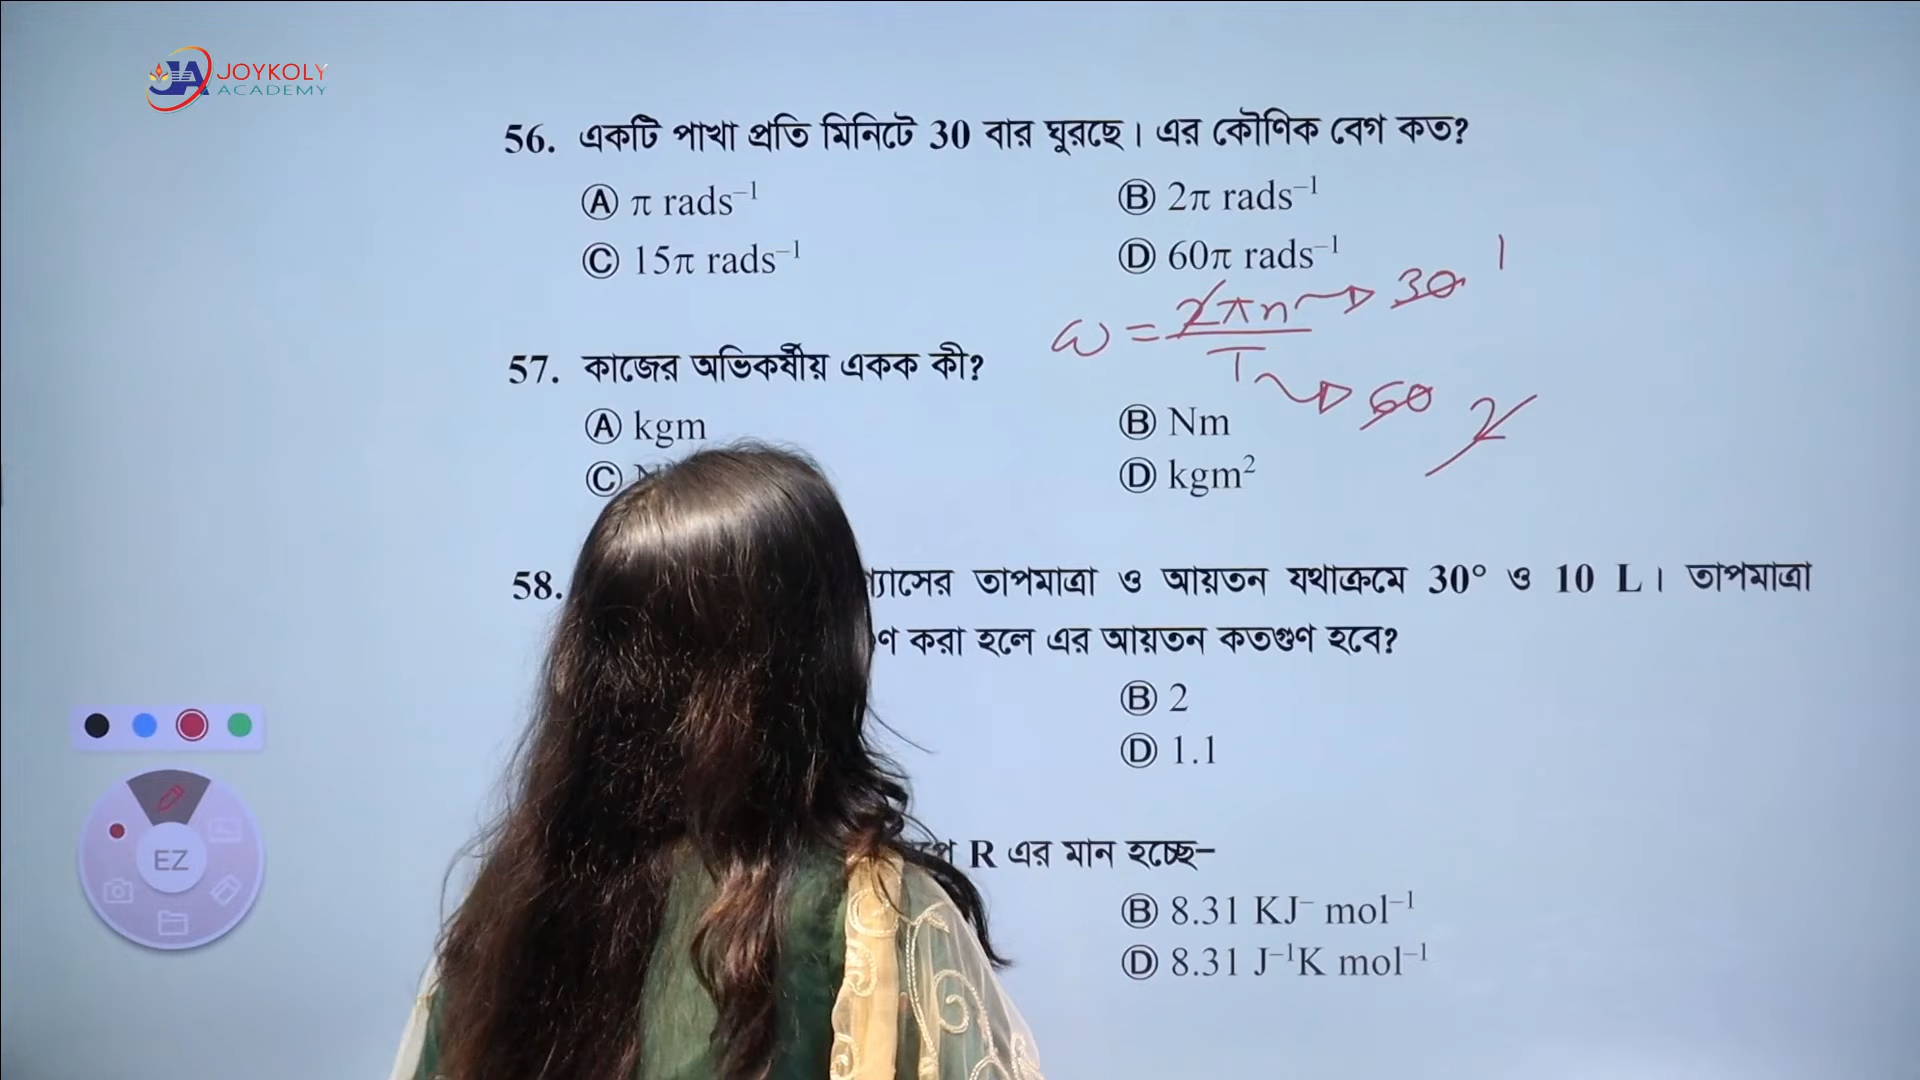 JOYKOLY
ACADEMY
56. একটি পাখা প্রতি মিনিটে 30 বার ঘুরছে। এর কৌণিক বেগ কত?
Ⓐ π rads⁻¹ Ⓑ 2π rads⁻¹
Ⓒ 15π rads⁻¹ Ⓓ 60π rads⁻¹
ω = 2πn/T
30 1
60 2
57. কাজের অভিকর্ষীয় একক কী?
Ⓐ kgm Ⓑ Nm
Ⓒ Ⓓ kgm²
58. তাপমাত্রা ও আয়তন যথাক্রমে 30° ও 10 L। তাপমাত্রা
করা হলে এর আয়তন কতগুণ হবে?
Ⓑ 2
Ⓓ 1.1
R এর মান হচ্ছে–
Ⓑ 8.31 KJ⁻ mol⁻¹
Ⓓ 8.31 J⁻¹K mol⁻¹
EZ